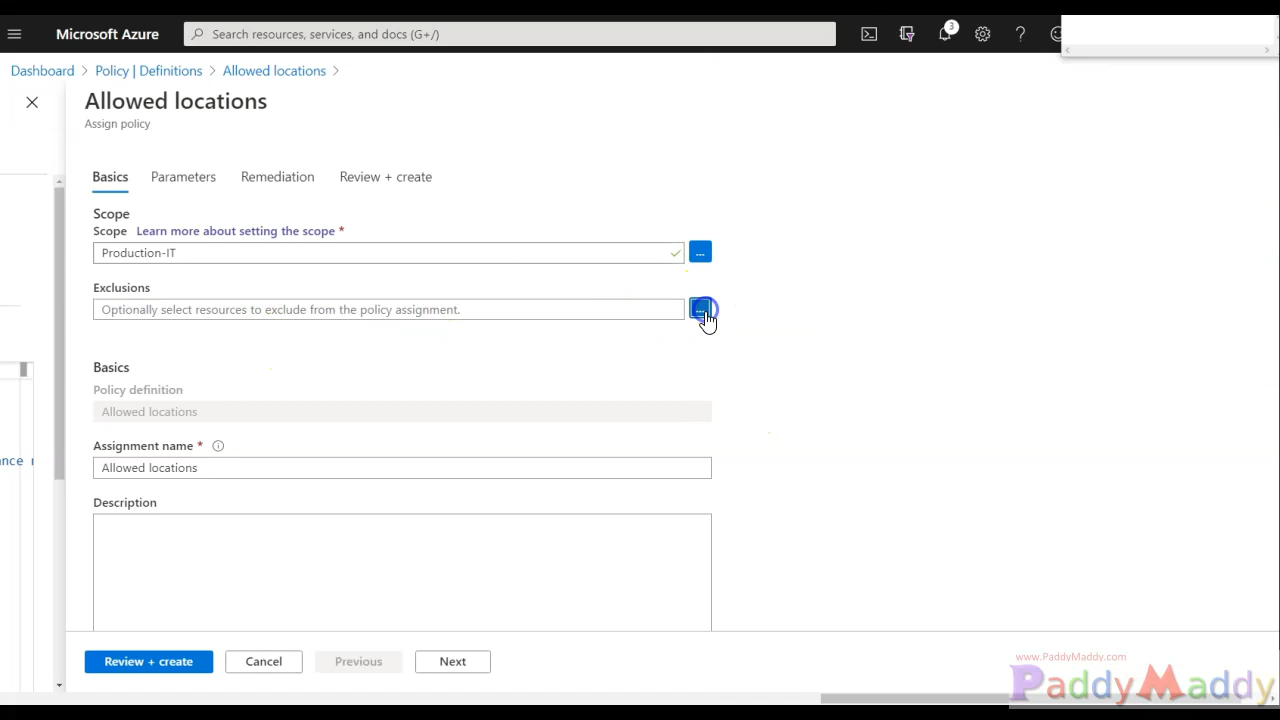 Microsoft Azure
Search resources, services, and docs (G+/)
3
Dashboard > Policy | Definitions > Allowed locations >
Allowed locations
Assign policy
Basics Parameters Remediation Review + create
Scope
Scope Learn more about setting the scope *
Production-IT
...
Exclusions
Optionally select resources to exclude from the policy assignment.
...
Basics
Policy definition
Allowed locations
Assignment name *
Allowed locations
Description
Review + create Cancel Previous Next
www.PaddyMaddy.com
PaddyMaddy